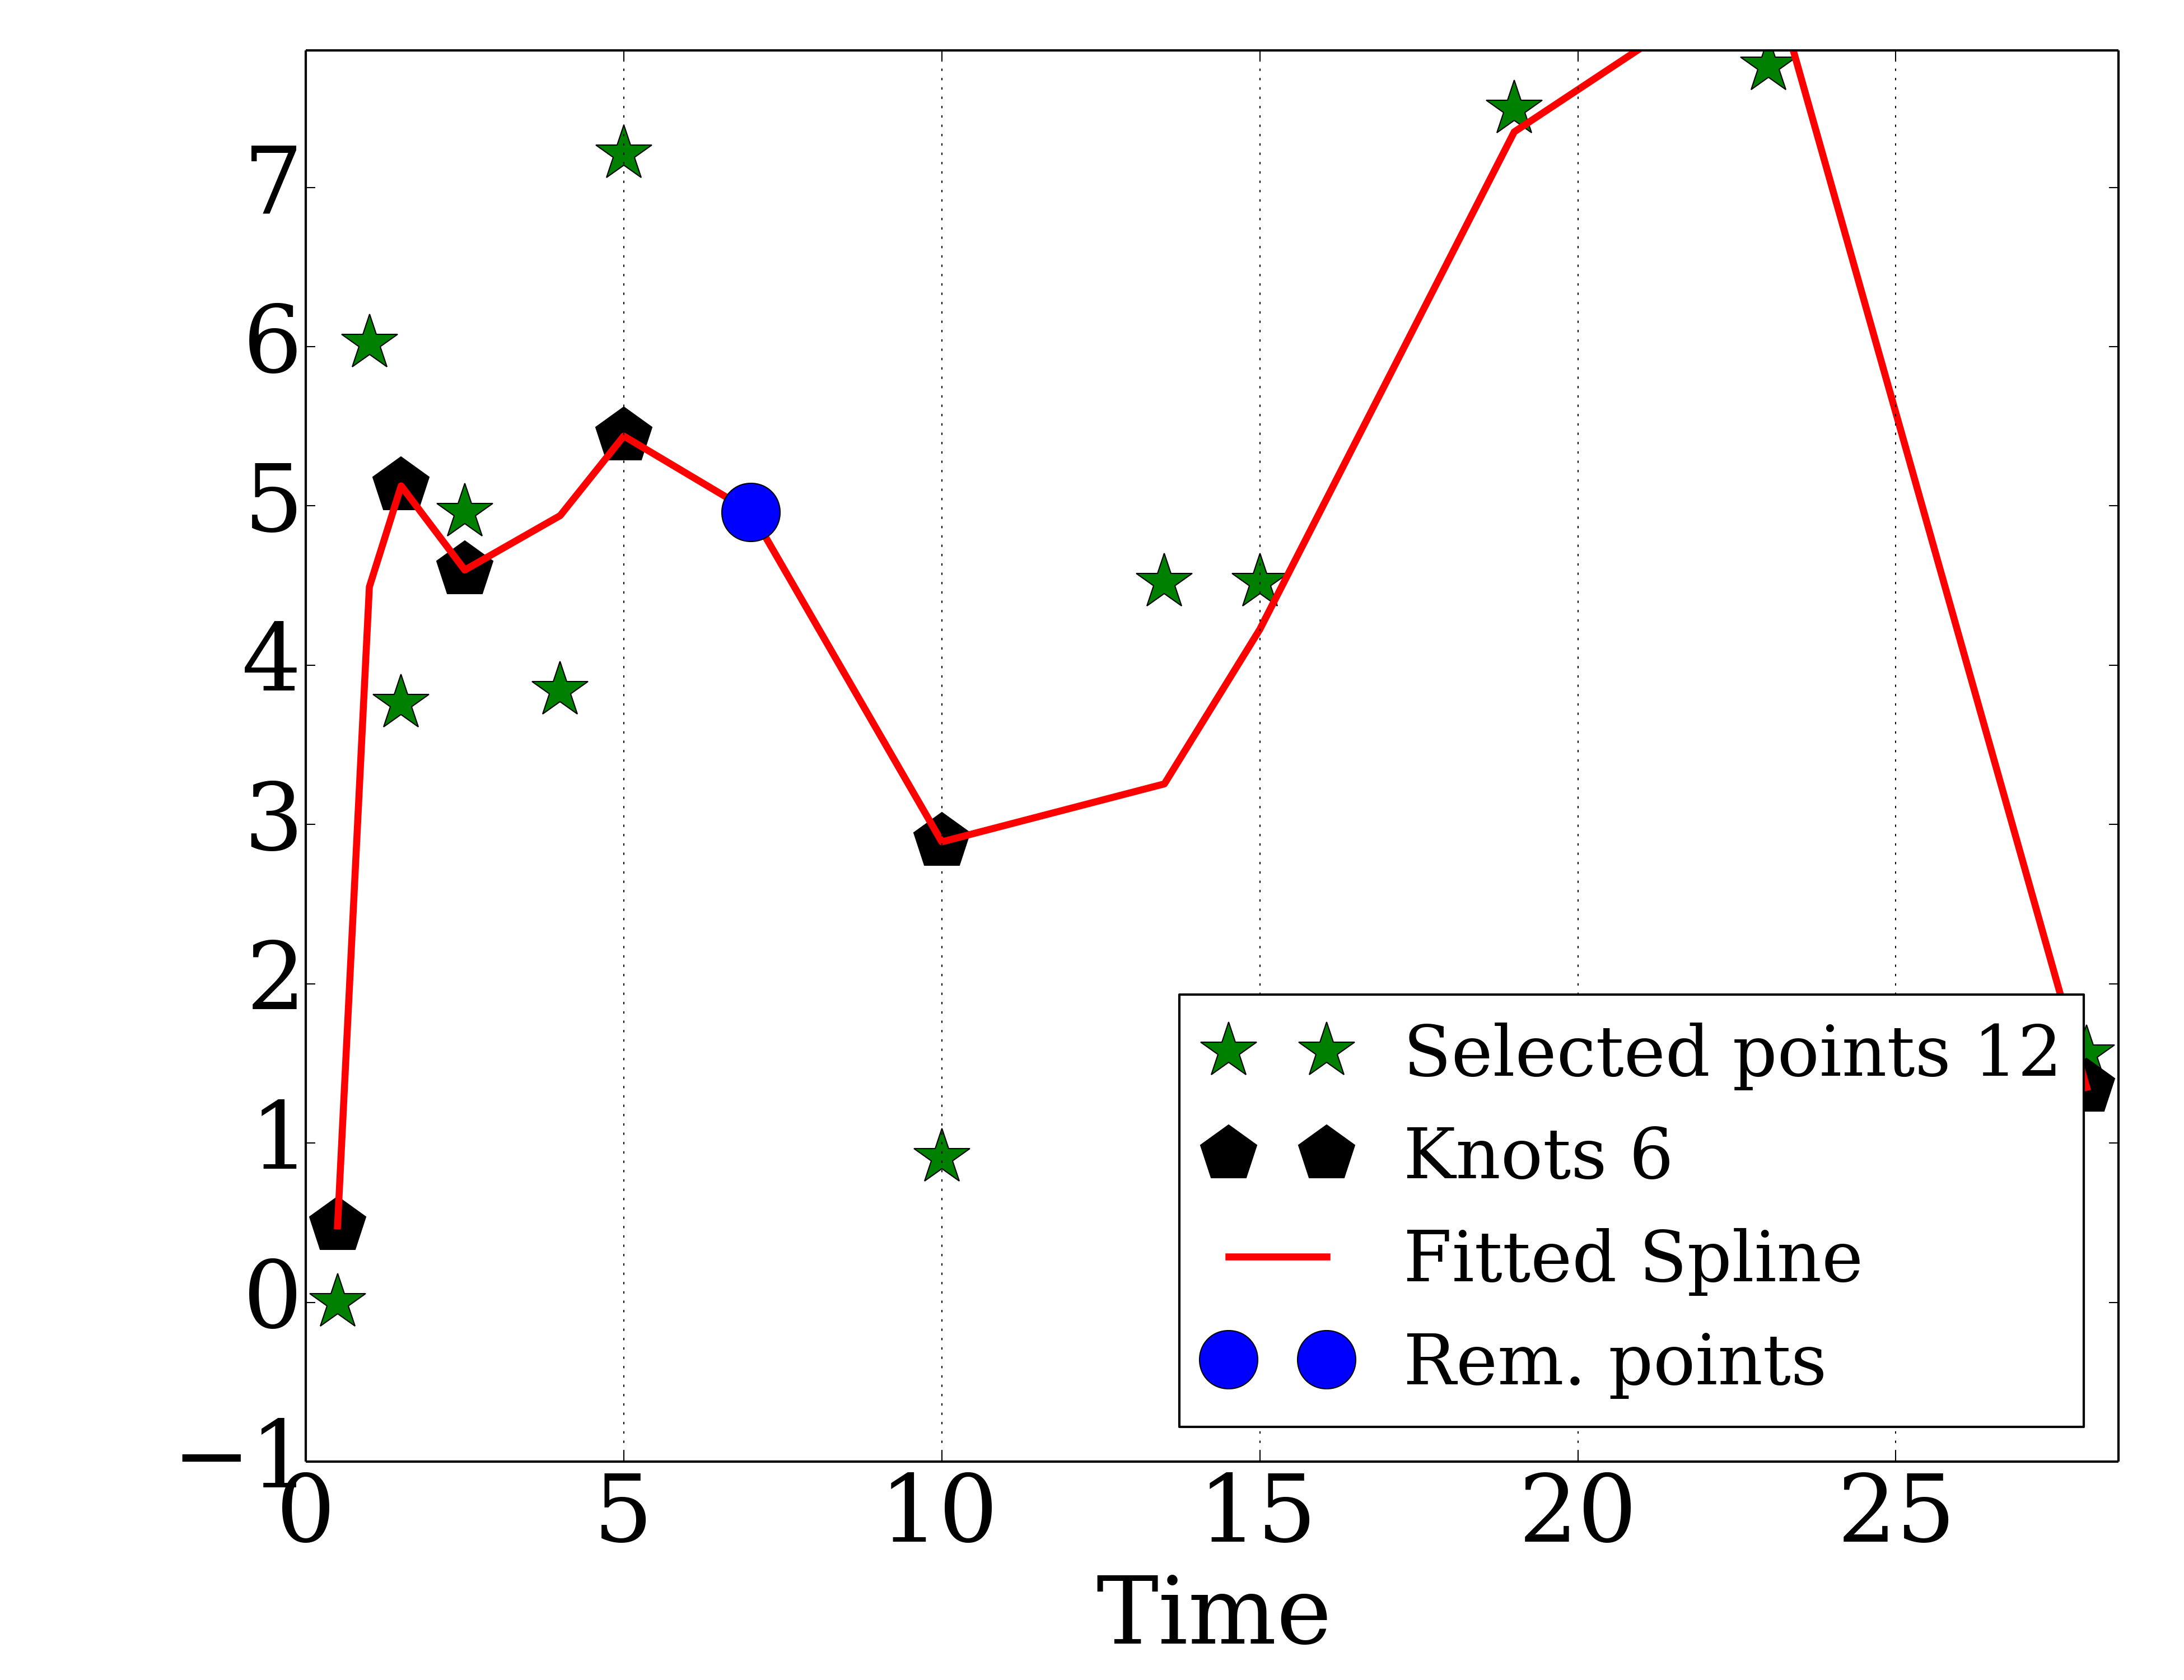 7
6
5
4
3
2
1
0
−1
0 5 10 15 20 25
Time
Selected points 12
Knots 6
Fitted Spline
Rem. points